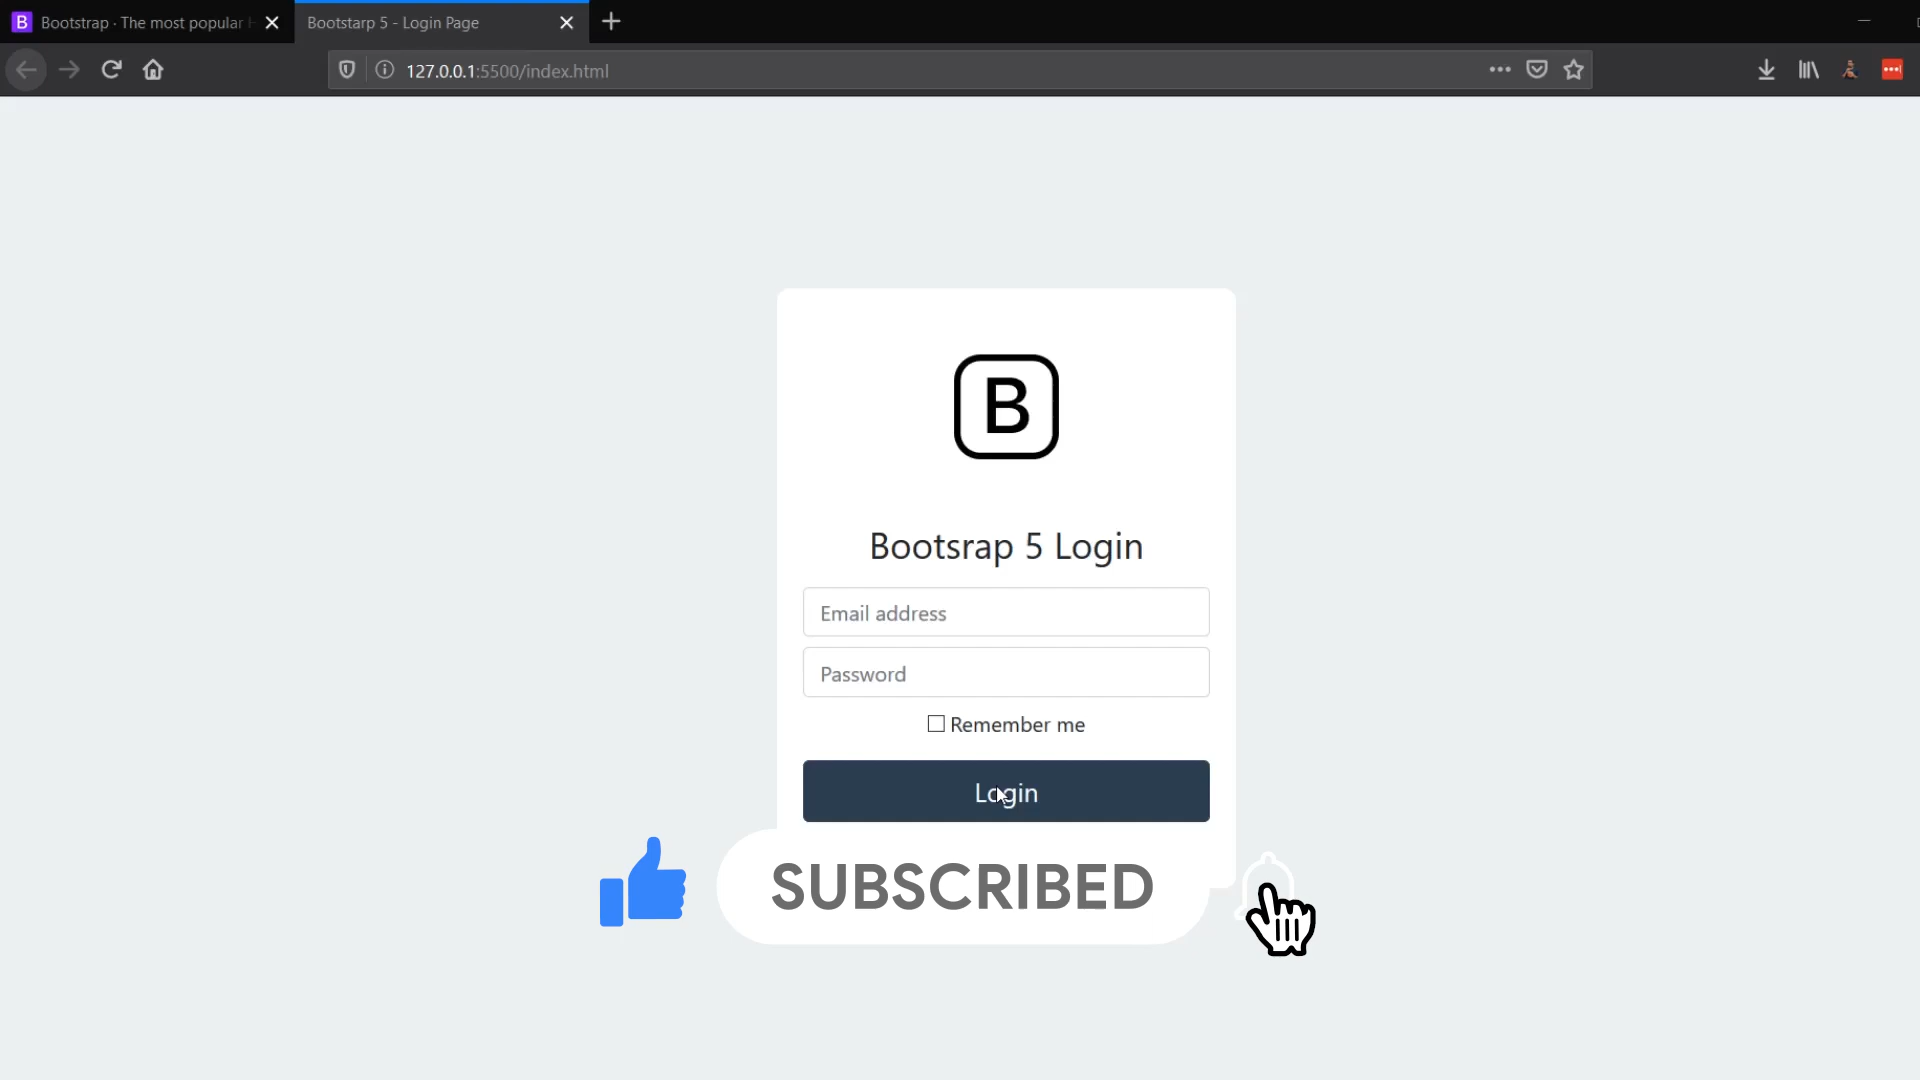 B Bootstrap · The most popular
Bootstarp 5 - Login Page
127.0.0.1:5500/index.html
B
Bootsrap 5 Login
Email address
Password
Remember me
Login
SUBSCRIBED